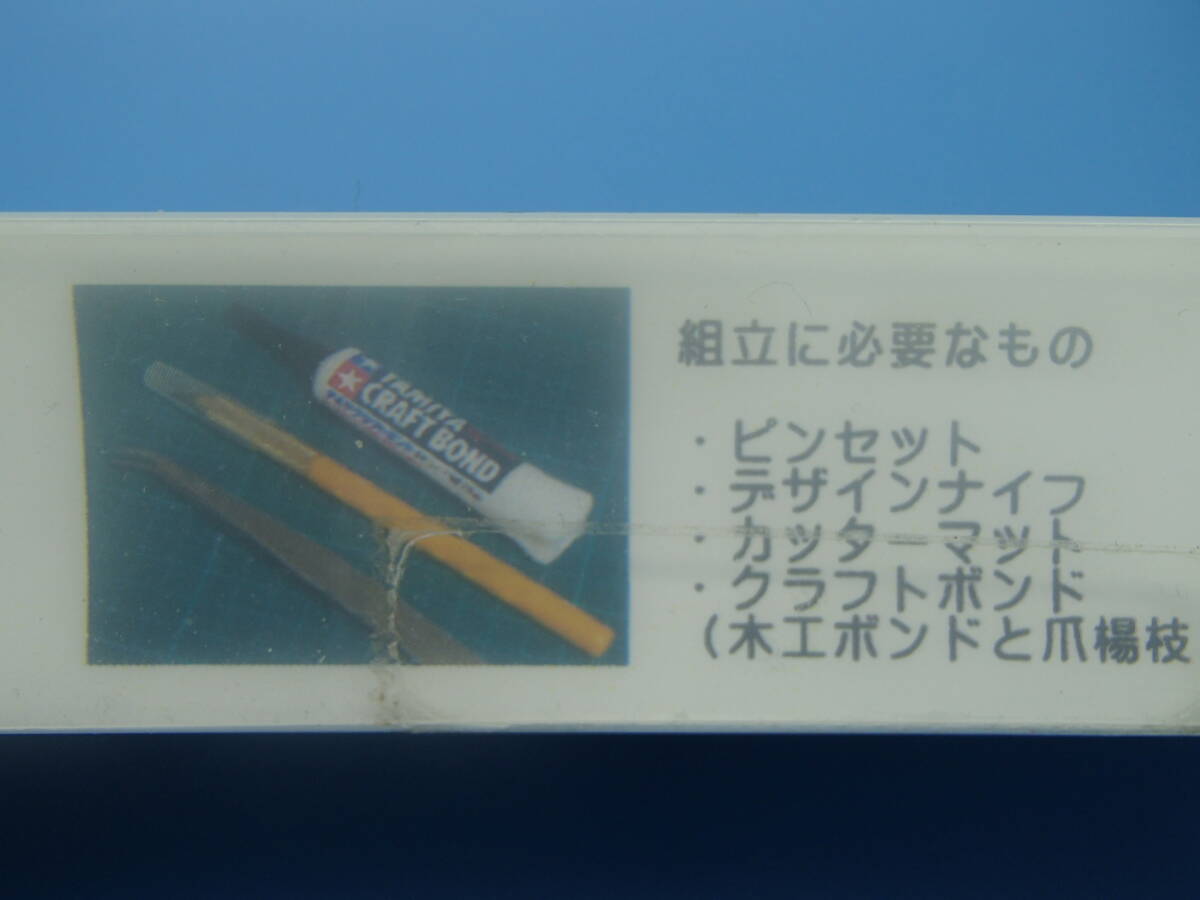 TAMIYA
CRAFT BOND
組立に必要なもの
・ピンセット
・デザインナイフ
・カッターマット
・クラフトボンド
(木工ボンドと爪楊枝